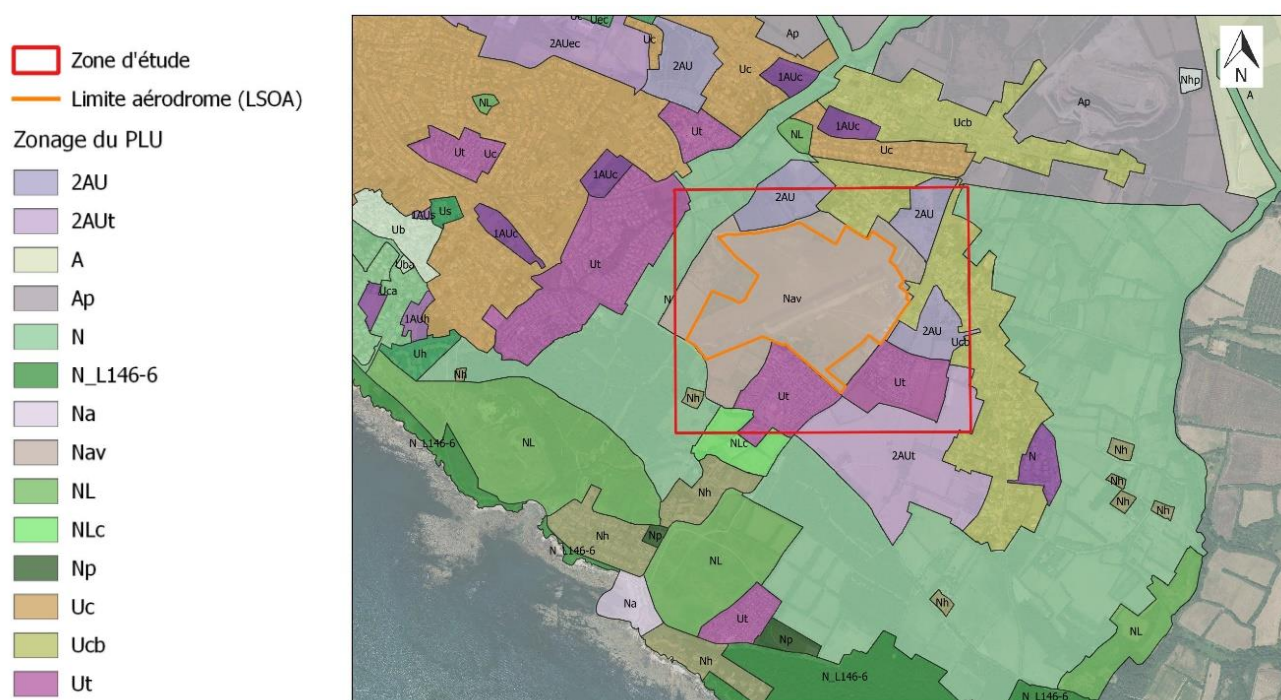 Zone d'étude
Limite aérodrome (LSOA)
Zonage du PLU
2AU
2AUt
A
Ap
N
N_L146-6
Na
Nav
NL
NLc
Np
Uc
Ucb
Ut
Uec
2AUec
Uc
2AU
Uc
Ap
1AUc
Ap
Nhp
A
N
NL
Ut
Uc
Ut
NL
1AUc
Ucb
Uc
1AUc
2AU
2AU
Us
1AUc
Ub
Uba
Ut
N
Nav
Uca
1AUh
2AU
Ucb
Uh
Nh
Nh
Ut
Ut
N_L146-6
NL
NLc
2AUt
N
Nh
Nh
Nh
Nh
Nh
Nh
Np
N_L146-6
NL
Na
Nh
Ut
Np
NL
Nh
N_L146-6
N_L146-6